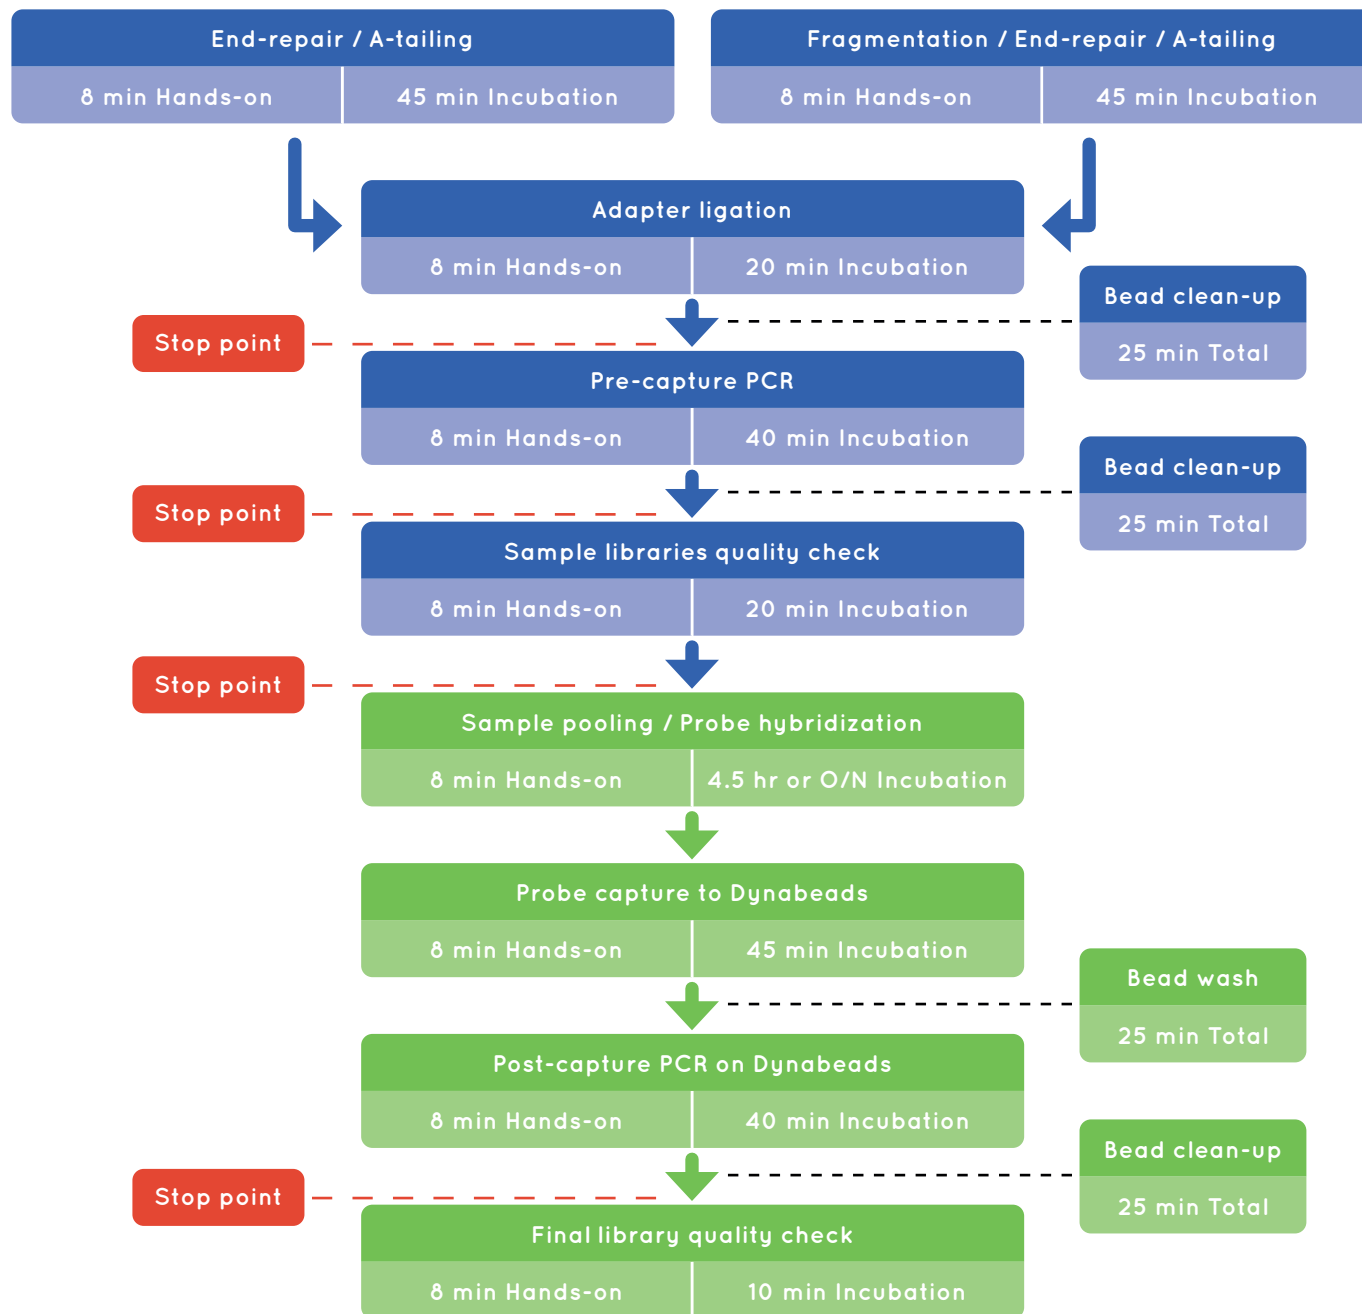 End-repair / A-tailing
8 min Hands-on
45 min Incubation
Fragmentation / End-repair / A-tailing
8 min Hands-on
45 min Incubation
Adapter ligation
8 min Hands-on
20 min Incubation
Bead clean-up
25 min Total
Stop point
Pre-capture PCR
8 min Hands-on
40 min Incubation
Bead clean-up
25 min Total
Stop point
Sample libraries quality check
8 min Hands-on
20 min Incubation
Stop point
Sample pooling / Probe hybridization
8 min Hands-on
4.5 hr or O/N Incubation
Probe capture to Dynabeads
8 min Hands-on
45 min Incubation
Bead wash
25 min Total
Post-capture PCR on Dynabeads
8 min Hands-on
40 min Incubation
Bead clean-up
25 min Total
Stop point
Final library quality check
8 min Hands-on
10 min Incubation